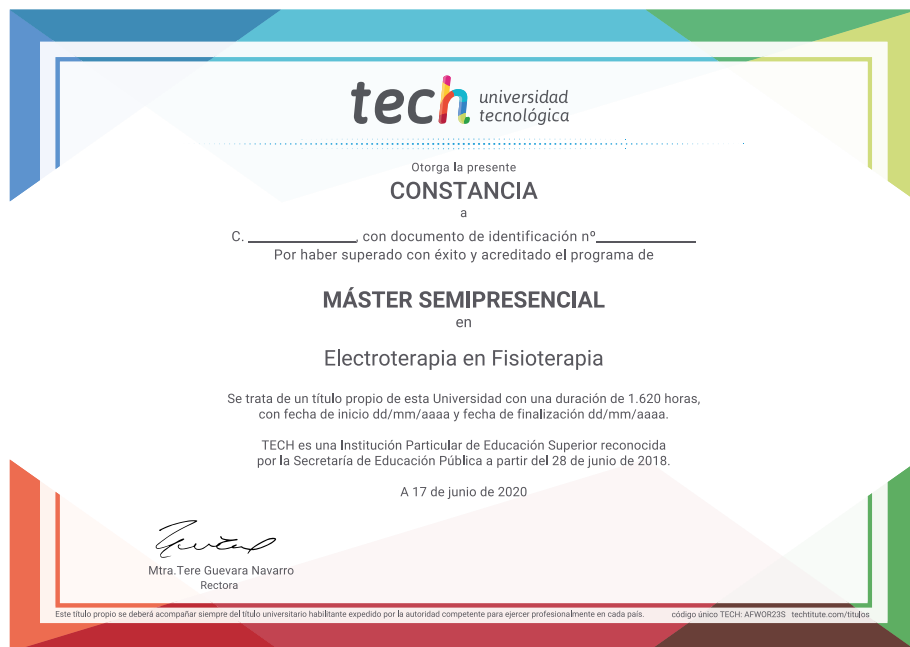 tech universidad
tecnológica
Otorga la presente
CONSTANCIA
a
C. ______________, con documento de identificación nº______________
Por haber superado con éxito y acreditado el programa de
MÁSTER SEMIPRESENCIAL
en
Electroterapia en Fisioterapia
Se trata de un título propio de esta Universidad con una duración de 1.620 horas,
con fecha de inicio dd/mm/aaaa y fecha de finalización dd/mm/aaaa.
TECH es una Institución Particular de Educación Superior reconocida
por la Secretaría de Educación Pública a partir del 28 de junio de 2018.
A 17 de junio de 2020
Mtra.Tere Guevara Navarro
Rectora
Este título propio se deberá acompañar siempre del título universitario habilitante expedido por la autoridad competente para ejercer profesionalmente en cada país. código único TECH: AFWOR23S techtitute.com/titulos